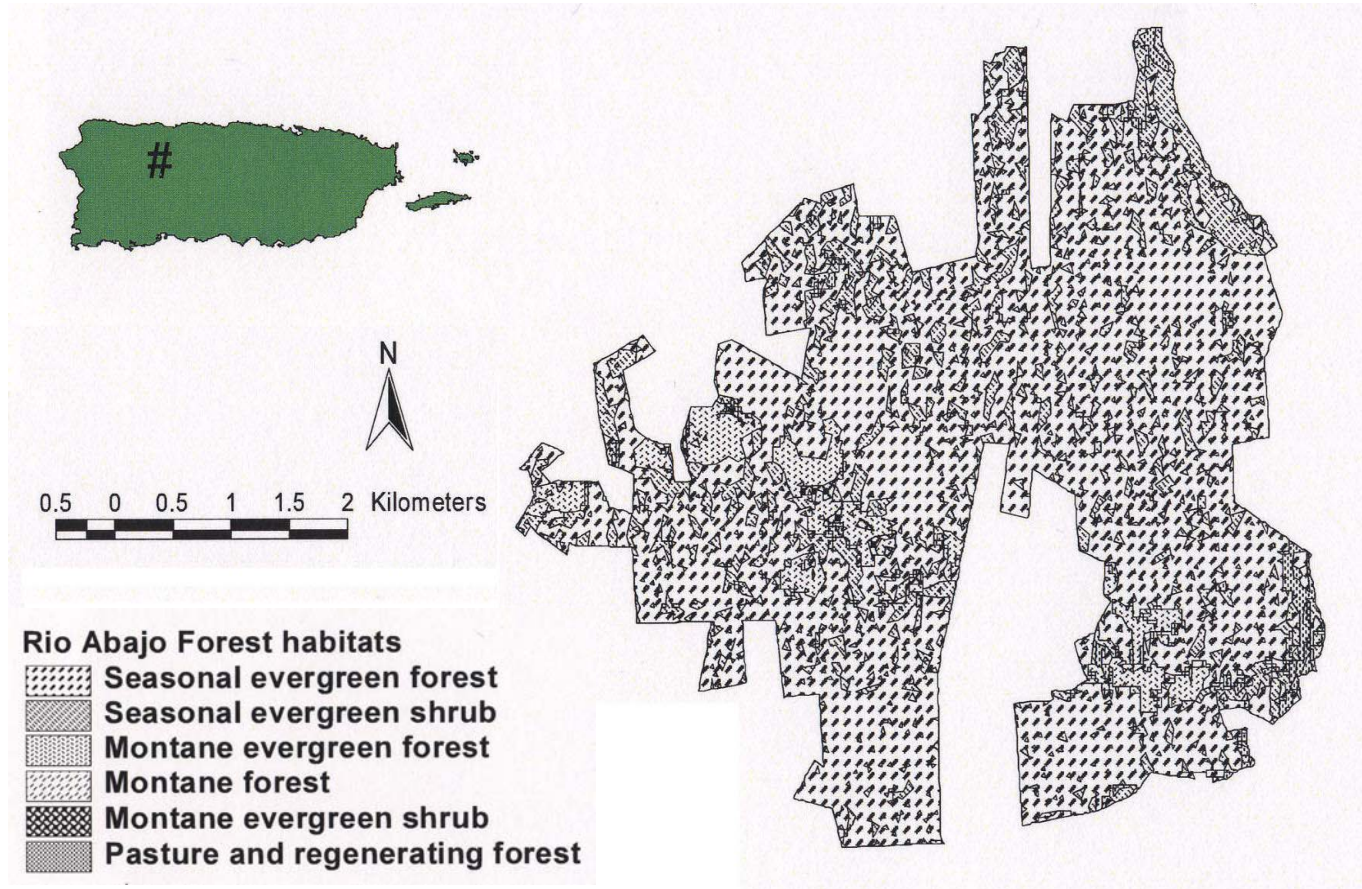 #
N
0.5 0 0.5 1 1.5 2 Kilometers
Rio Abajo Forest habitats
Seasonal evergreen forest
Seasonal evergreen shrub
Montane evergreen forest
Montane forest
Montane evergreen shrub
Pasture and regenerating forest